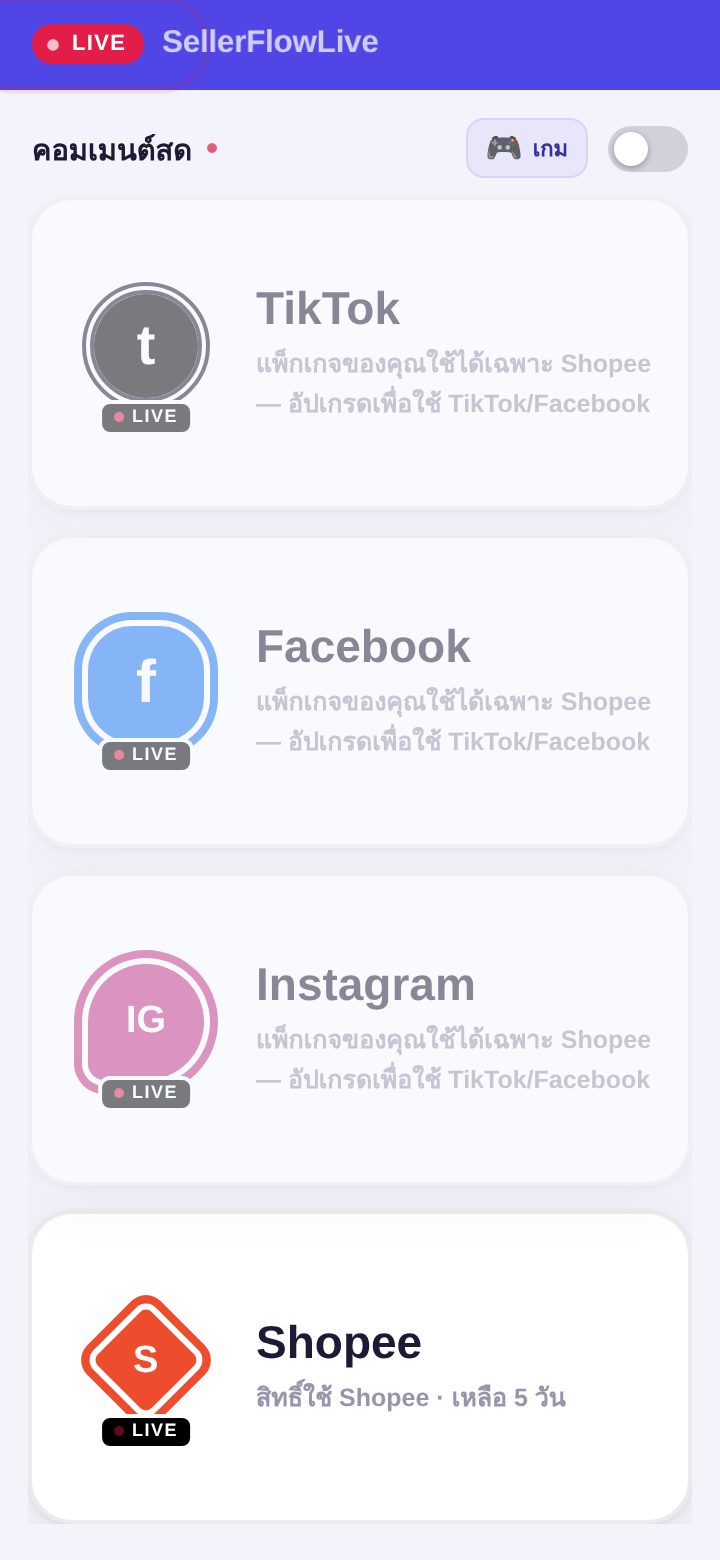 LIVE SellerFlowLive
คอมเมนต์สด
เกม
t
LIVE
TikTok
แพ็กเกจของคุณใช้ได้เฉพาะ Shopee
— อัปเกรดเพื่อใช้ TikTok/Facebook
f
LIVE
Facebook
แพ็กเกจของคุณใช้ได้เฉพาะ Shopee
— อัปเกรดเพื่อใช้ TikTok/Facebook
IG
LIVE
Instagram
แพ็กเกจของคุณใช้ได้เฉพาะ Shopee
— อัปเกรดเพื่อใช้ TikTok/Facebook
S
LIVE
Shopee
สิทธิ์ใช้ Shopee · เหลือ 5 วัน